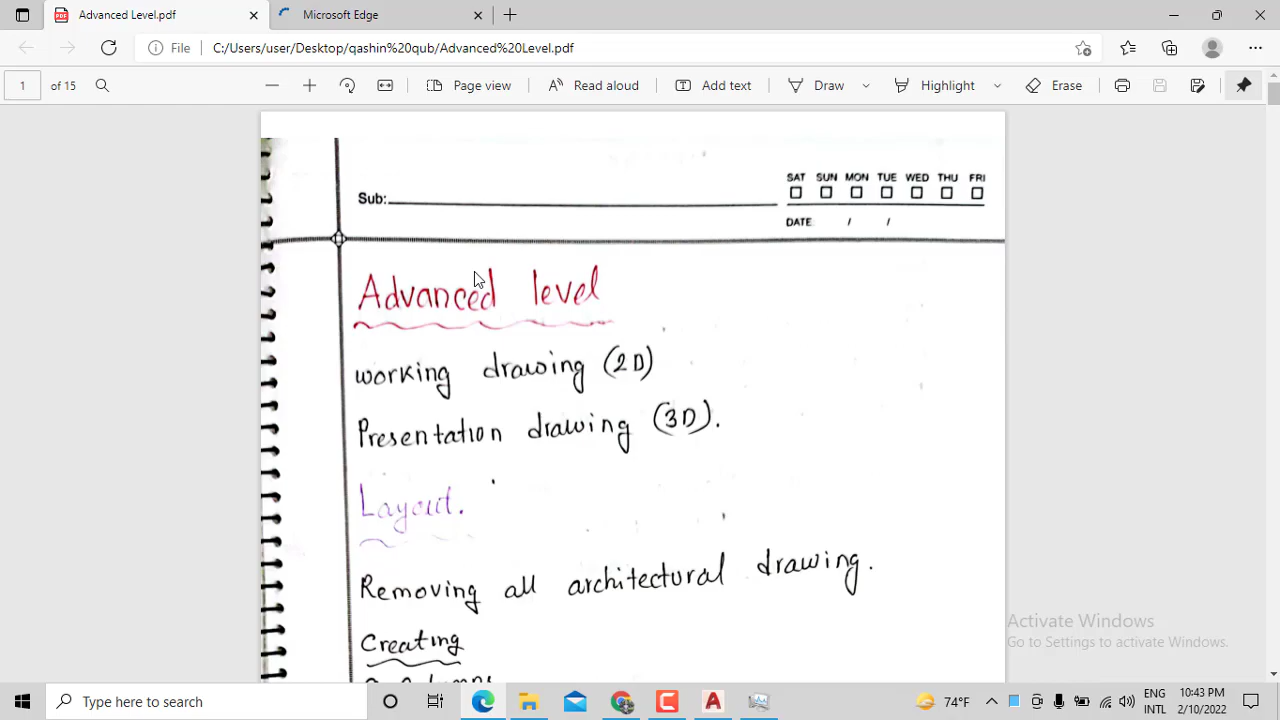 Advanced Level.pdf
Microsoft Edge
File
C:/Users/user/Desktop/qashin%20qub/Advanced%20Level.pdf
1 of 15
Page view
Read aloud
Add text
Draw
Highlight
Erase
SAT SUN MON TUE WED THU FRI
Sub:
DATE / /
Advanced level
working drawing (2D)
Presentation drawing (3D).
Layout.
Removing all architectural drawing.
Creating
Activate Windows
Go to Settings to activate Windows.
Type here to search
74°F
ENG
INTL
10:43 PM
2/10/2022